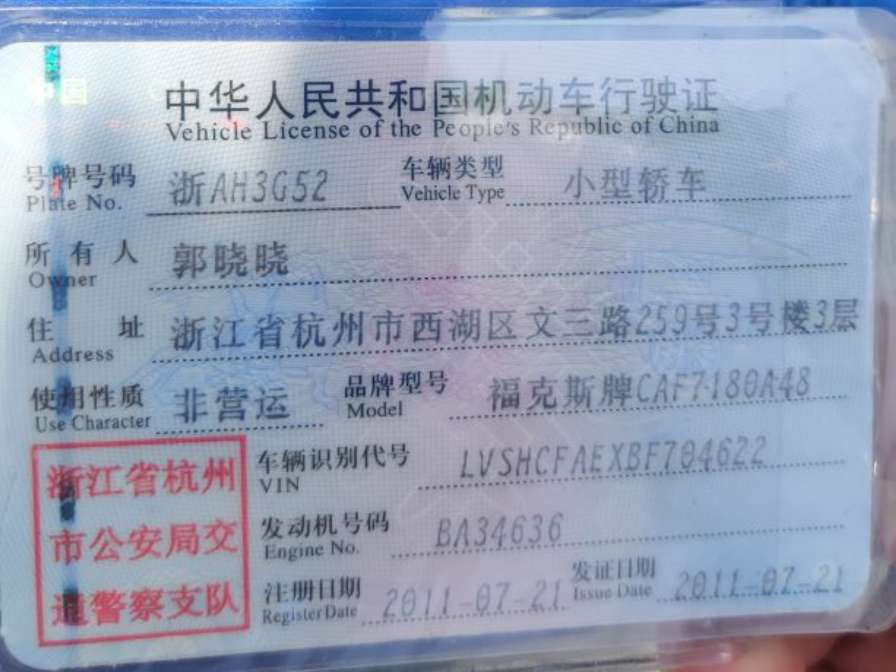 中国
中华人民共和国机动车行驶证
Vehicle License of the People's Republic of China
号牌号码 浙AH3G52 车辆类型 小型轿车
Plate No. Vehicle Type
所有人 郭晓晓
Owner
住址 浙江省杭州市西湖区文三路259号3号楼3层
Address
使用性质 非营运 品牌型号 福克斯牌CAF7180A48
Use Character Model
浙江省杭州 车辆识别代号 LVSHCFAEXBF704622
VIN
市公安局交 发动机号码 BA34636
Engine No.
通警察支队 注册日期 2011-07-21 发证日期 2011-07-21
Register Date Issue Date